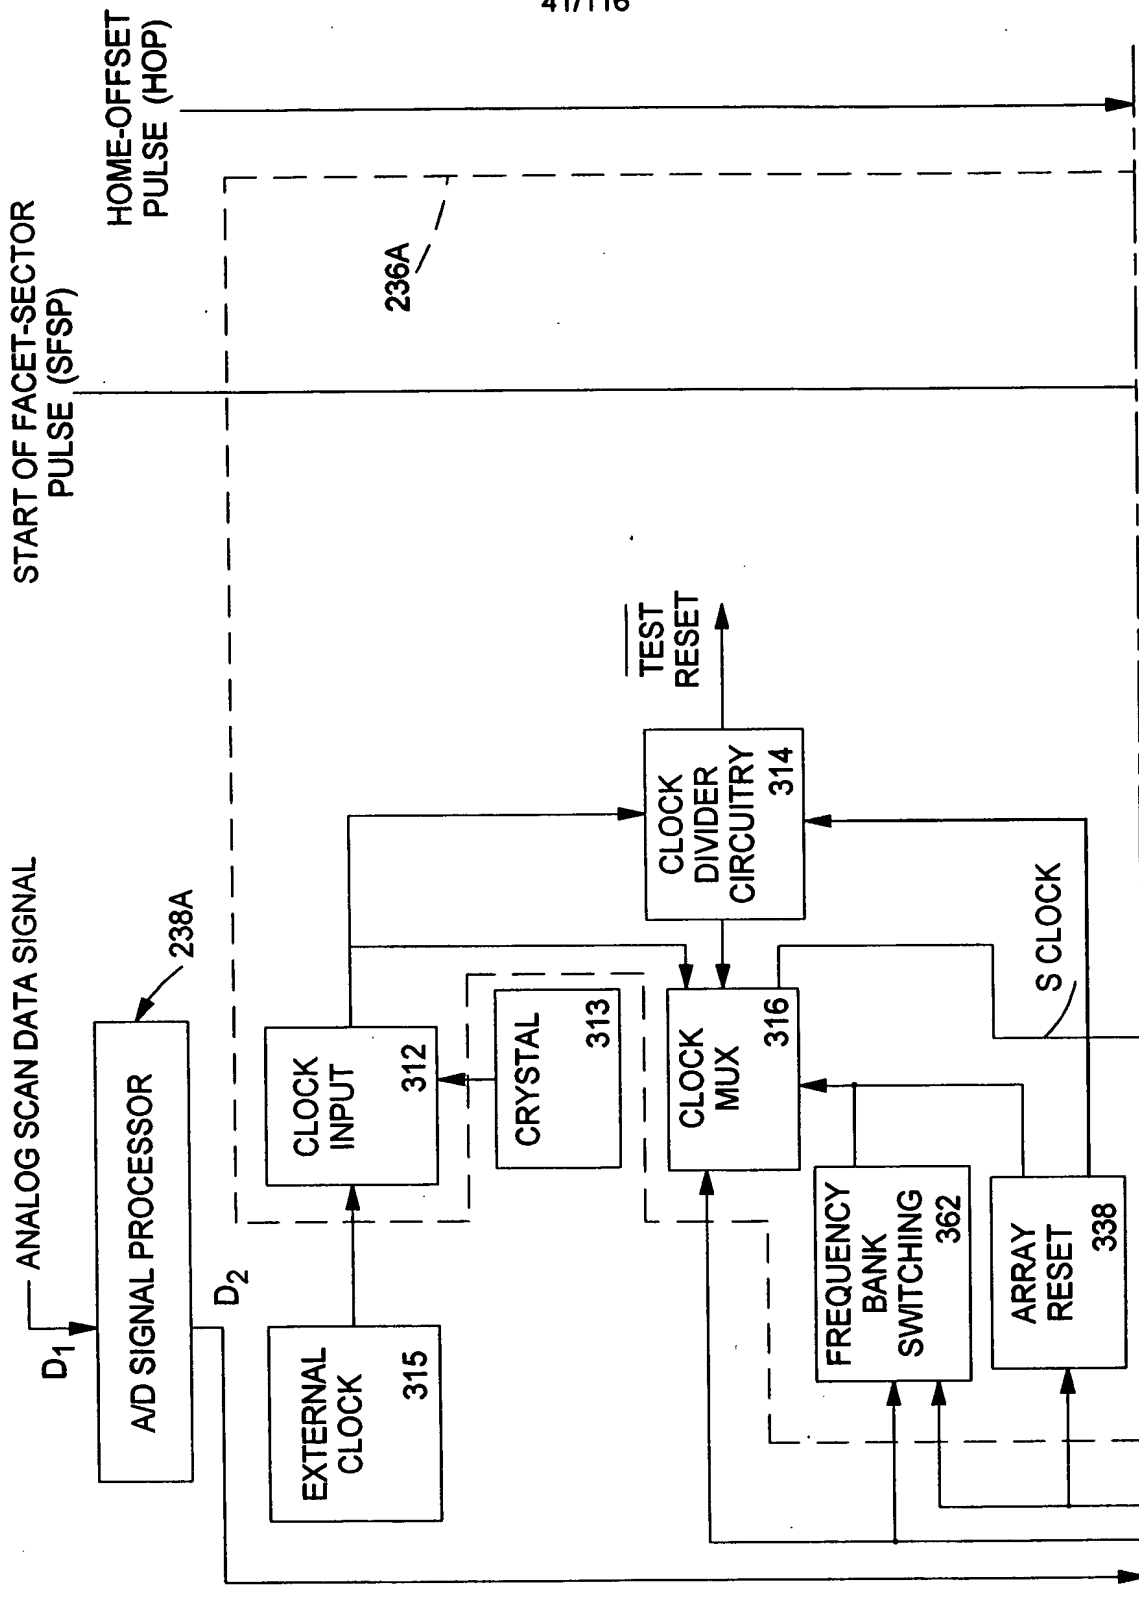 41/116
START OF FACET-SECTOR
PULSE (SFSP)
HOME-OFFSET
PULSE (HOP)
236A
ANALOG SCAN DATA SIGNAL
D1
A/D SIGNAL PROCESSOR
238A
D2
EXTERNAL
CLOCK
315
CLOCK
INPUT
312
CRYSTAL
313
CLOCK
MUX
316
CLOCK
DIVIDER
CIRCUITRY
314
TEST
RESET
FREQUENCY
BANK
SWITCHING
362
ARRAY
RESET
338
S CLOCK